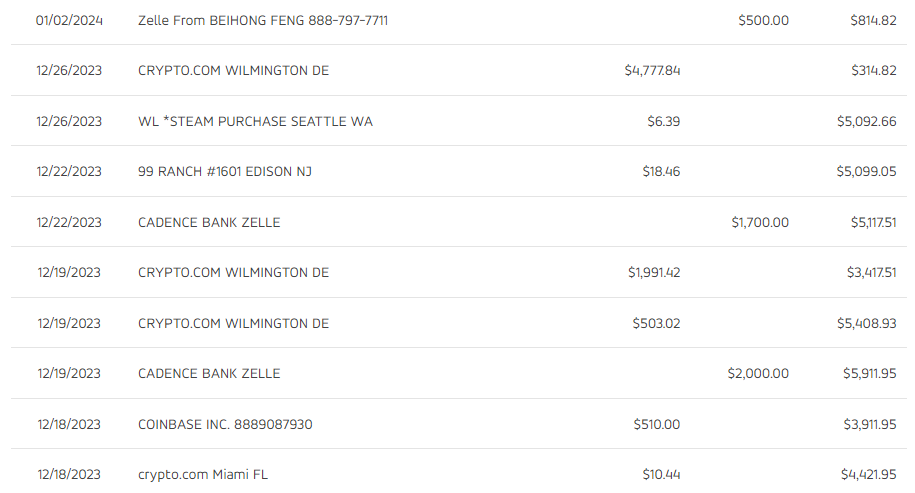 01/02/2024 Zelle From BEIHONG FENG 888-797-7711 $500.00 $814.82
12/26/2023 CRYPTO.COM WILMINGTON DE $4,777.84 $314.82
12/26/2023 WL *STEAM PURCHASE SEATTLE WA $6.39 $5,092.66
12/22/2023 99 RANCH #1601 EDISON NJ $18.46 $5,099.05
12/22/2023 CADENCE BANK ZELLE $1,700.00 $5,117.51
12/19/2023 CRYPTO.COM WILMINGTON DE $1,991.42 $3,417.51
12/19/2023 CRYPTO.COM WILMINGTON DE $503.02 $5,408.93
12/19/2023 CADENCE BANK ZELLE $2,000.00 $5,911.95
12/18/2023 COINBASE INC. 8889087930 $510.00 $3,911.95
12/18/2023 crypto.com Miami FL $10.44 $4,421.95